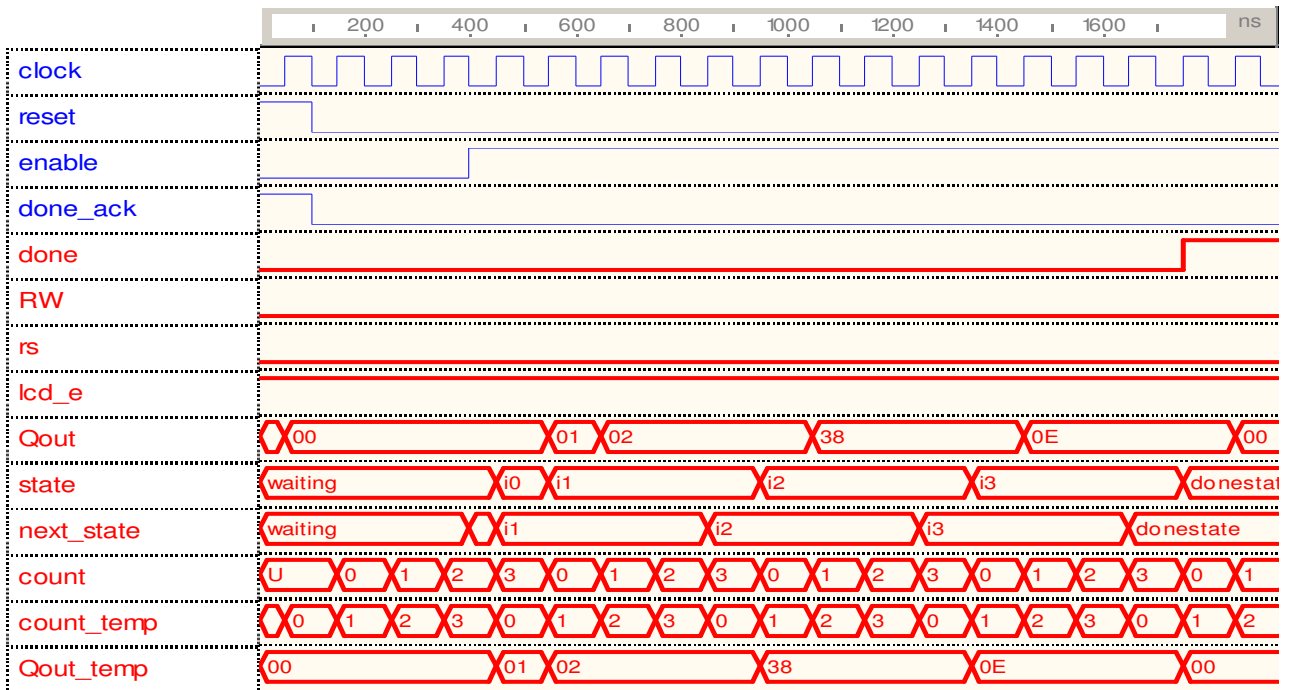 200 400 600 800 1000 1200 1400 1600 ns
clock
reset
enable
done_ack
done
RW
rs
lcd_e
Qout 00 01 02 38 0E 00
state waiting i0 i1 i2 i3 donestat
next_state waiting i1 i2 i3 donestate
count U 0 1 2 3 0 1 2 3 0 1 2 3 0 1 2 3 0 1
count_temp 0 1 2 3 0 1 2 3 0 1 2 3 0 1 2 3 0 1 2
Qout_temp 00 01 02 38 0E 00